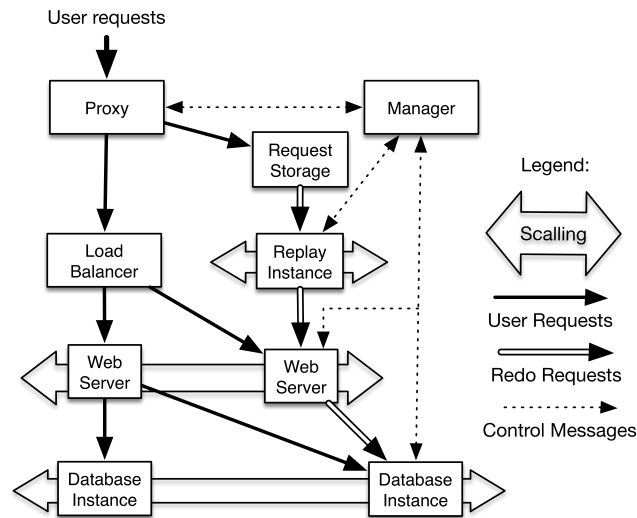 User requests
Proxy
Manager
Request
Storage
Legend:
Scalling
Load
Balancer
Replay
Instance
User Requests
Web
Server
Web
Server
Redo Requests
Control Messages
Database
Instance
Database
Instance